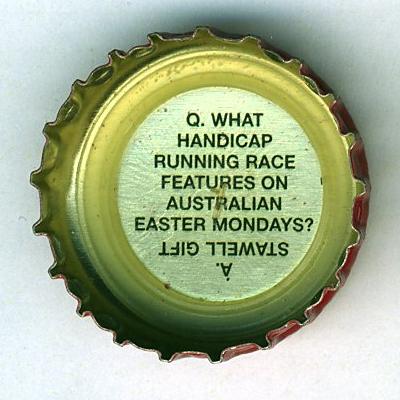 Q. WHAT
HANDICAP
RUNNING RACE
FEATURES ON
AUSTRALIAN
EASTER MONDAYS?
A.
STAWELL GIFT